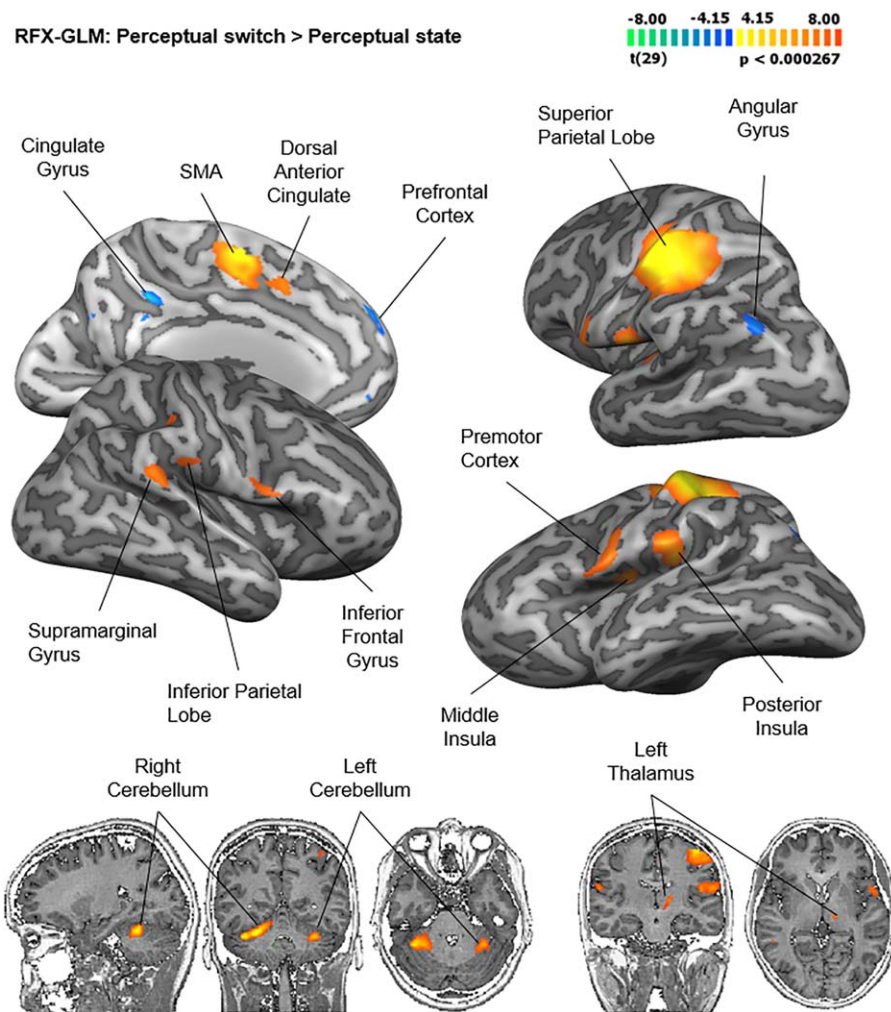 RFX-GLM: Perceptual switch > Perceptual state
-8.00 -4.15 4.15 8.00
t(29) p < 0.000267
Cingulate
Gyrus
SMA
Dorsal
Anterior
Cingulate
Prefrontal
Cortex
Superior
Parietal Lobe
Angular
Gyrus
Supramarginal
Gyrus
Inferior Parietal
Lobe
Inferior
Frontal
Gyrus
Premotor
Cortex
Middle
Insula
Posterior
Insula
Right
Cerebellum
Left
Cerebellum
Left
Thalamus